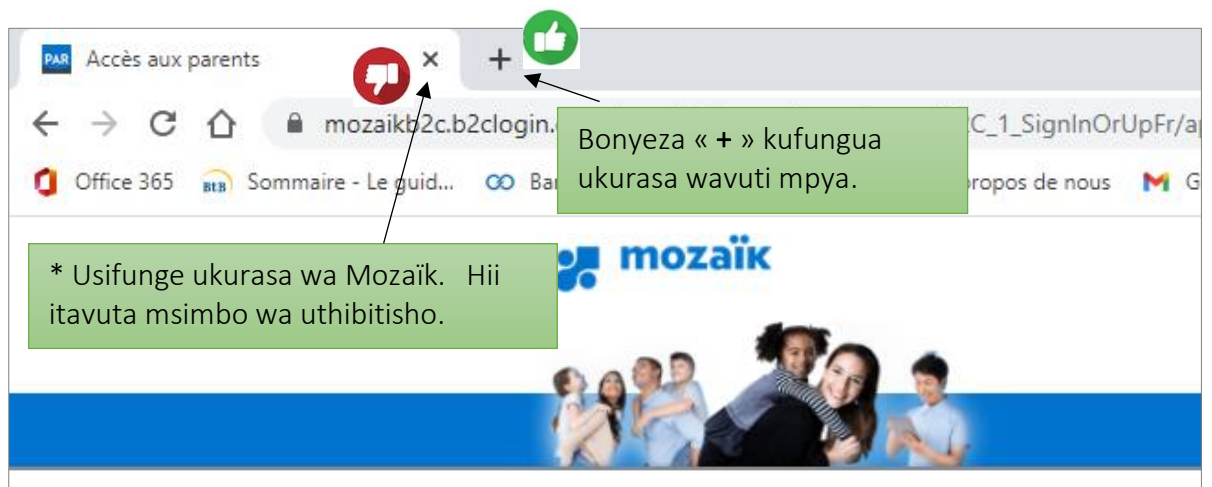 PAR Accès aux parents
mozaikb2c.b2clogin. C_1_SignInOrUpFr/a
Bonyeza « + » kufungua
ukurasa wavuti mpya.
Office 365 BtB Sommaire - Le guid... Ba propos de nous G
* Usifunge ukurasa wa Mozaïk. Hii
itavuta msimbo wa uthibitisho.
mozaïk